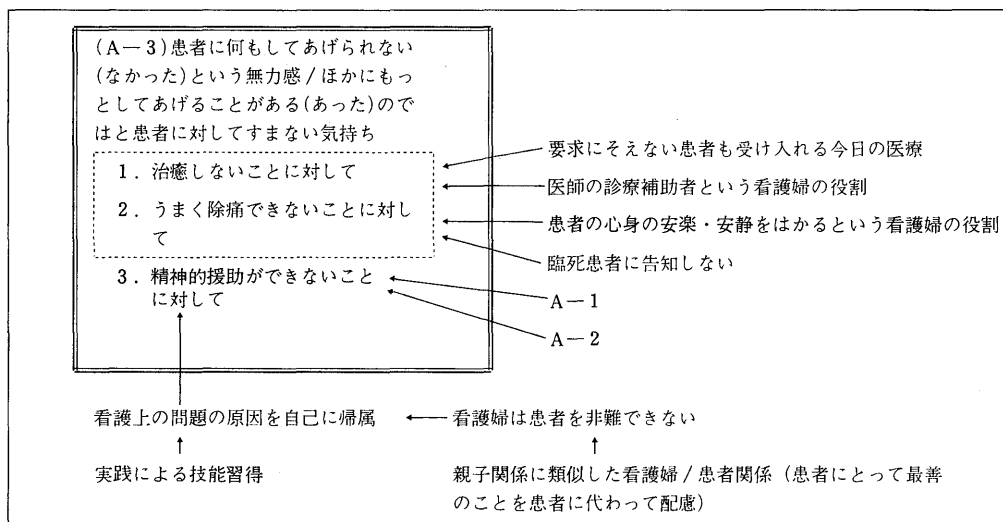 (A－3)患者に何もしてあげられない
(なかった)という無力感/ほかにもっ
としてあげることがある(あった)ので
はと患者に対してすまない気持ち
1．治癒しないことに対して
2．うまく除痛できないことに対し
て
3．精神的援助ができないこと
に対して
要求にそえない患者も受け入れる今日の医療
医師の診療補助者という看護婦の役割
患者の心身の安楽・安静をはかるという看護婦の役割
臨死患者に告知しない
A－1
A－2
看護上の問題の原因を自己に帰属
看護婦は患者を非難できない
実践による技能習得
親子関係に類似した看護婦/患者関係（患者にとって最善
のことを患者に代わって配慮）